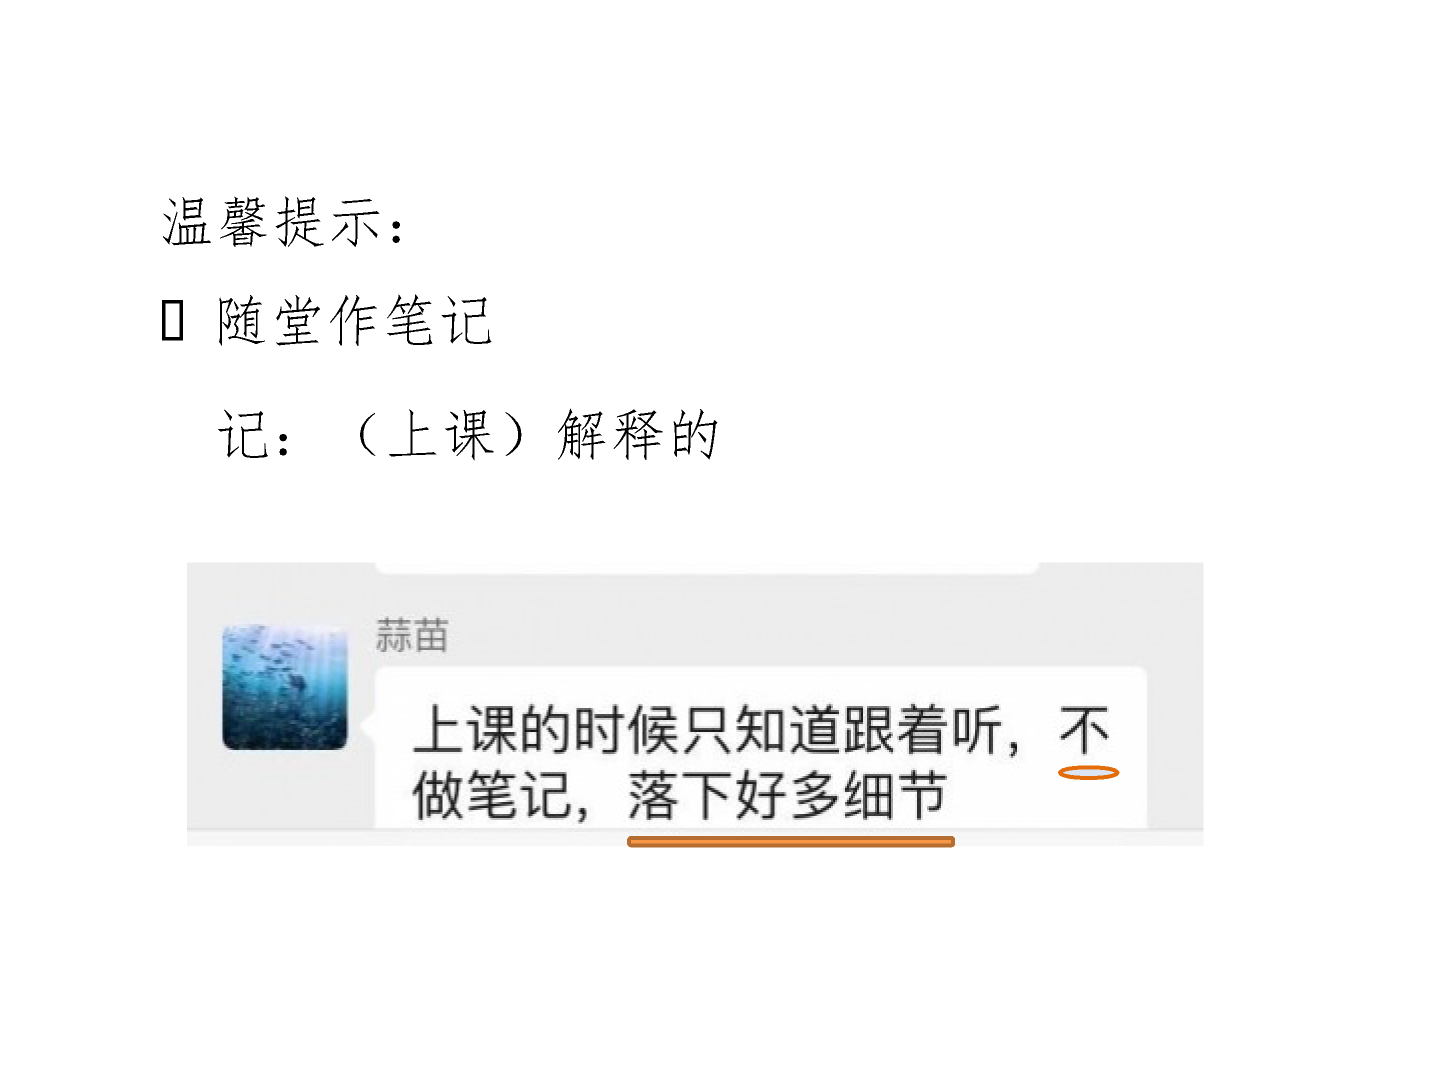 温馨提示：
随堂作笔记
记：（上课）解释的
蒜苗
上课的时候只知道跟着听，不
做笔记，落下好多细节